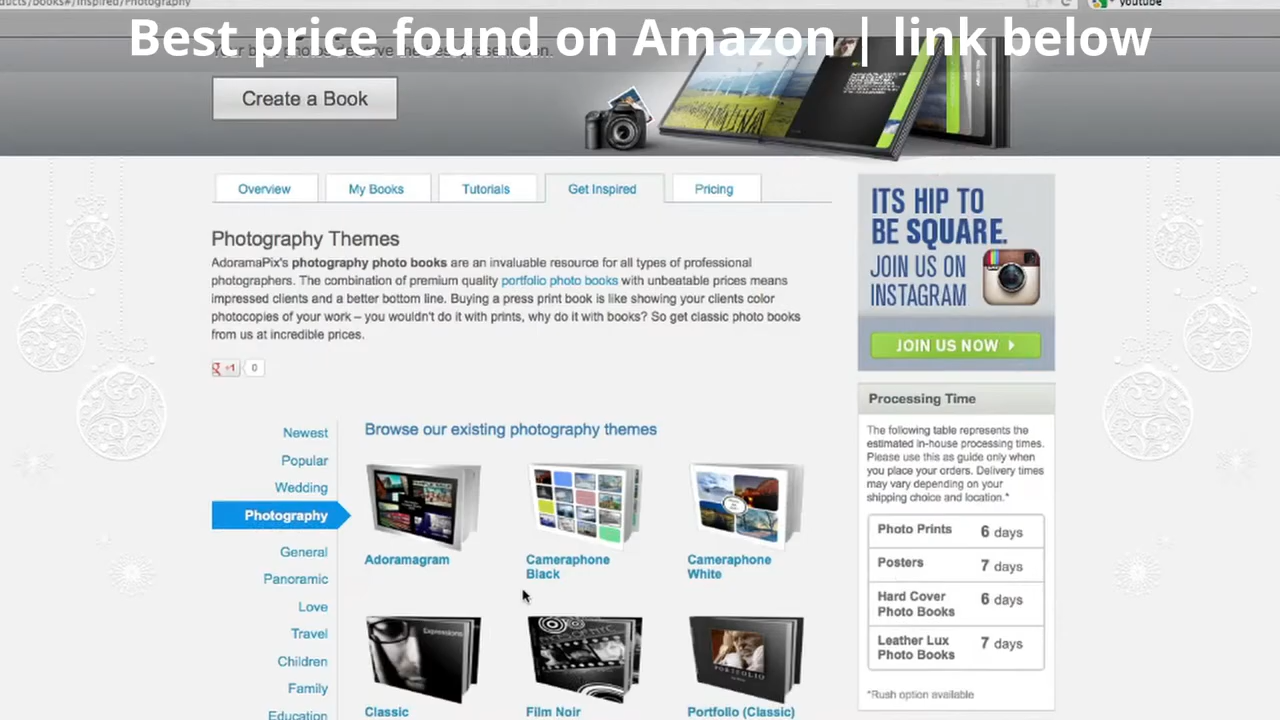 ducts/books#/Inspired/Photography
youtube
Best price found on Amazon | link below
Create a Book
Overview
My Books
Tutorials
Get Inspired
Pricing
Photography Themes
AdoramaPix's photography photo books are an invaluable resource for all types of professional
photographers. The combination of premium quality portfolio photo books with unbeatable prices means
impressed clients and a better bottom line. Buying a press print book is like showing your clients color
photocopies of your work – you wouldn't do it with prints, why do it with books? So get classic photo books
from us at incredible prices.
g +1 0
Newest
Popular
Wedding
Photography
General
Panoramic
Love
Travel
Children
Family
Education
Browse our existing photography themes
Adoramagram
Cameraphone
Black
Cameraphone
White
Expressions
PORTFOLIO
Classic
Film Noir
Portfolio (Classic)
ITS HIP TO
BE SQUARE.
JOIN US ON
INSTAGRAM
JOIN US NOW
Processing Time
The following table represents the
estimated in-house processing times.
Please use this as guide only when
you place your orders. Delivery times
may vary depending on your
shipping choice and location.*
Photo Prints 6 days
Posters 7 days
Hard Cover
Photo Books 6 days
Leather Lux
Photo Books 7 days
*Rush option available